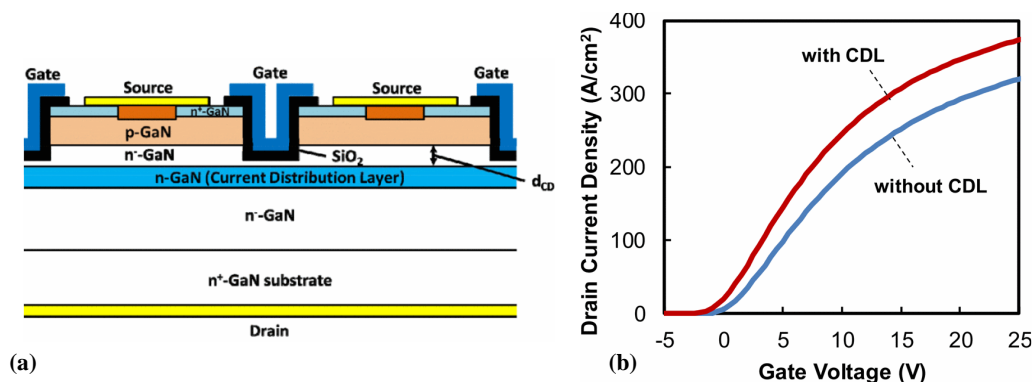 Gate
Source
Gate
Source
Gate
n⁺-GaN
p-GaN
n⁻-GaN
SiO₂
d_CD
n-GaN (Current Distribution Layer)
n⁻-GaN
n⁺-GaN substrate
Drain
(a)
Drain Current Density (A/cm²)
400
300
200
100
0
with CDL
without CDL
-5
0
5
10
15
20
25
Gate Voltage (V)
(b)